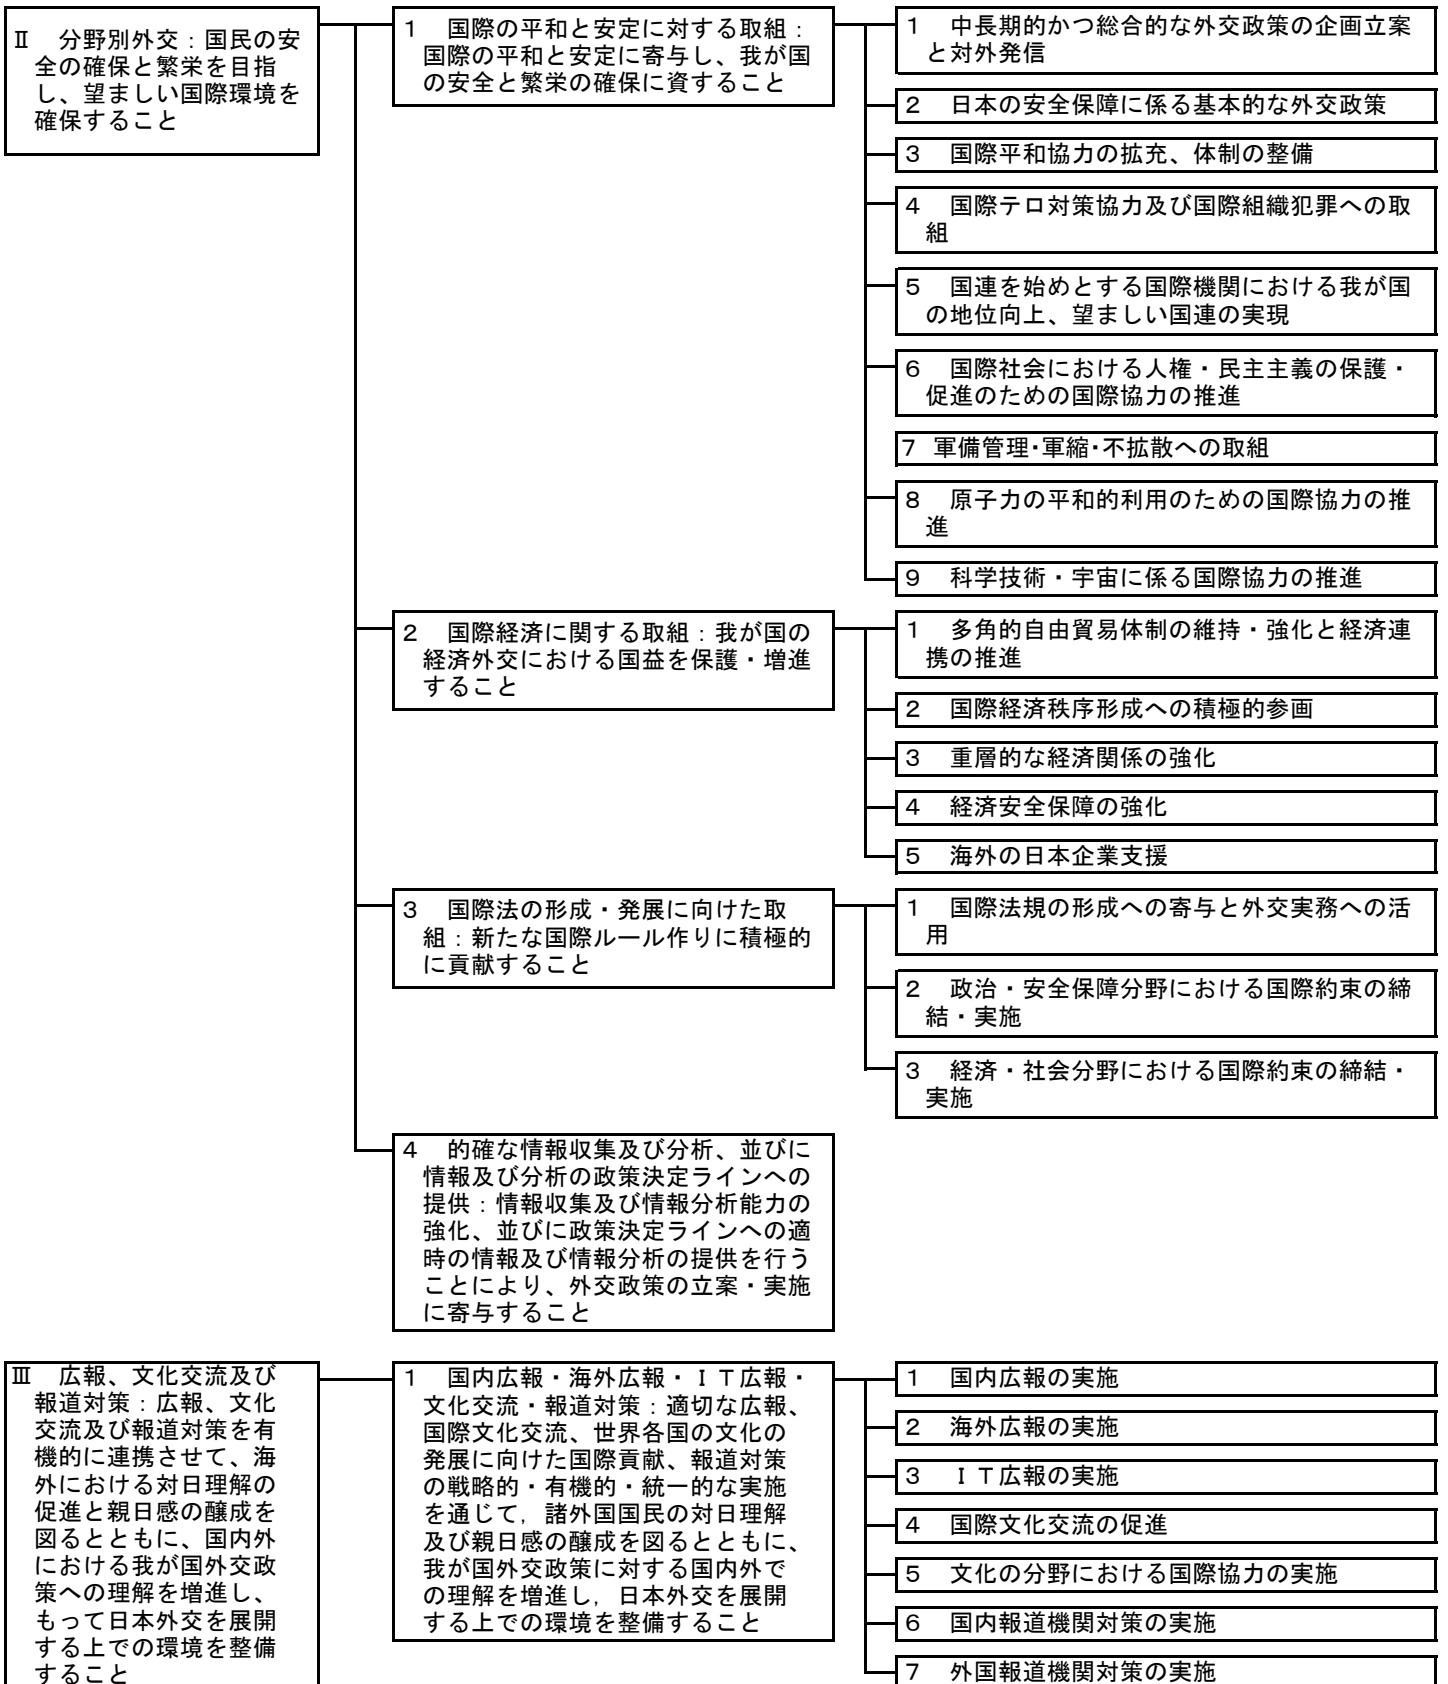 Ⅱ　分野別外交：国民の安
全の確保と繁栄を目指
し、望ましい国際環境を
確保すること
１　国際の平和と安定に対する取組：
国際の平和と安定に寄与し、我が国
の安全と繁栄の確保に資すること
１　中長期的かつ総合的な外交政策の企画立案
と対外発信
２　日本の安全保障に係る基本的な外交政策
３　国際平和協力の拡充、体制の整備
４　国際テロ対策協力及び国際組織犯罪への取
組
５　国連を始めとする国際機関における我が国
の地位向上、望ましい国連の実現
６　国際社会における人権・民主主義の保護・
促進のための国際協力の推進
７ 軍備管理･軍縮･不拡散への取組
８　原子力の平和的利用のための国際協力の推
進
９　科学技術・宇宙に係る国際協力の推進
２　国際経済に関する取組：我が国の
経済外交における国益を保護・増進
すること
１　多角的自由貿易体制の維持・強化と経済連
携の推進
２　国際経済秩序形成への積極的参画
３　重層的な経済関係の強化
４　経済安全保障の強化
５　海外の日本企業支援
３　国際法の形成・発展に向けた取
組：新たな国際ルール作りに積極的
に貢献すること
１　国際法規の形成への寄与と外交実務への活
用
２　政治・安全保障分野における国際約束の締
結・実施
３　経済・社会分野における国際約束の締結・
実施
４　的確な情報収集及び分析、並びに
情報及び分析の政策決定ラインへの
提供：情報収集及び情報分析能力の
強化、並びに政策決定ラインへの適
時の情報及び情報分析の提供を行う
ことにより、外交政策の立案・実施
に寄与すること
Ⅲ　広報、文化交流及び
報道対策：広報、文化
交流及び報道対策を有
機的に連携させて、海
外における対日理解の
促進と親日感の醸成を
図るとともに、国内外
における我が国外交政
策への理解を増進し、
もって日本外交を展開
する上での環境を整備
すること
１　国内広報・海外広報・ＩＴ広報・
文化交流・報道対策：適切な広報、
国際文化交流、世界各国の文化の
発展に向けた国際貢献、報道対策
の戦略的・有機的・統一的な実施
を通じて，諸外国国民の対日理解
及び親日感の醸成を図るとともに、
我が国外交政策に対する国内外で
の理解を増進し，日本外交を展開
する上での環境を整備すること
１　国内広報の実施
２　海外広報の実施
３　ＩＴ広報の実施
４　国際文化交流の促進
５　文化の分野における国際協力の実施
６　国内報道機関対策の実施
７　外国報道機関対策の実施